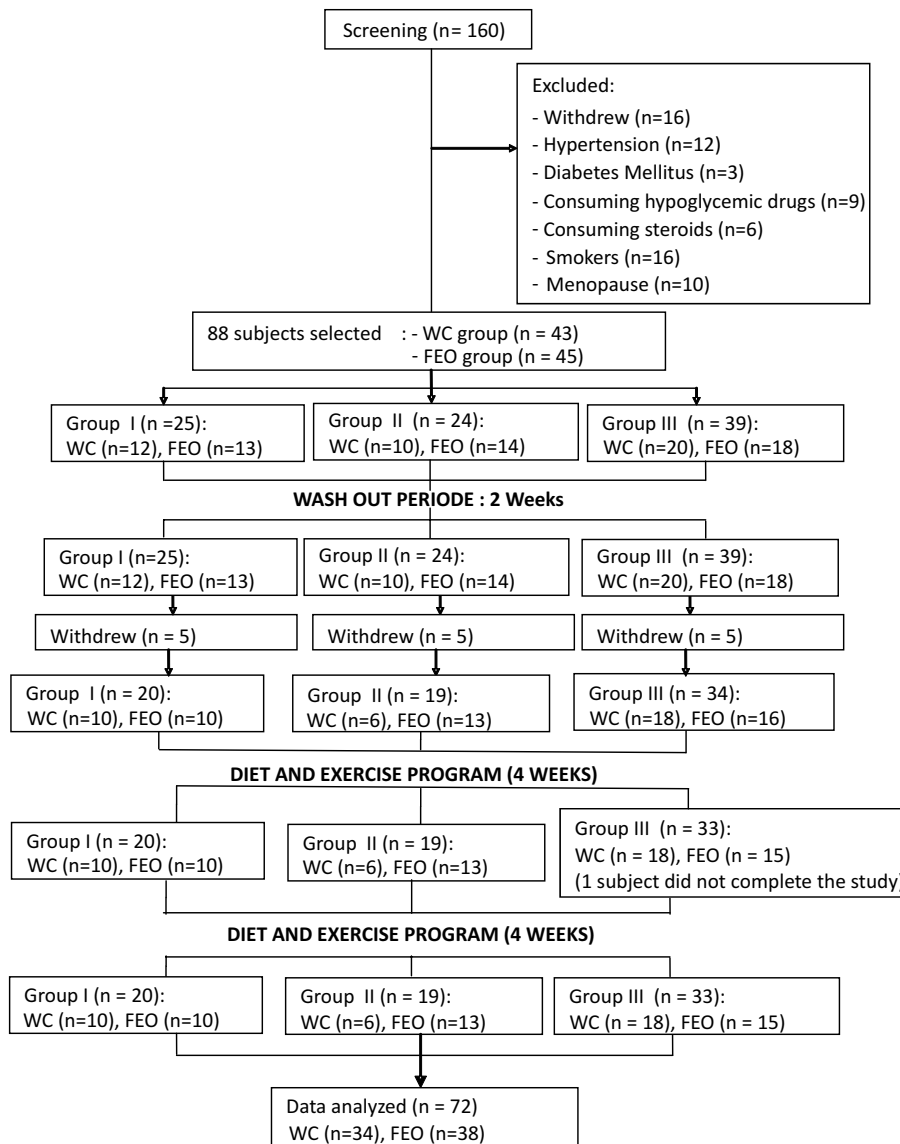 Screening (n= 160)
Excluded:
- Withdrew (n=16)
- Hypertension (n=12)
- Diabetes Mellitus (n=3)
- Consuming hypoglycemic drugs (n=9)
- Consuming steroids (n=6)
- Smokers (n=16)
- Menopause (n=10)
88 subjects selected : - WC group (n = 43)
- FEO group (n = 45)
Group I (n =25):
WC (n=12), FEO (n=13)
Group II (n = 24):
WC (n=10), FEO (n=14)
Group III (n = 39):
WC (n=20), FEO (n=18)
WASH OUT PERIODE : 2 Weeks
Group I (n=25):
WC (n=12), FEO (n=13)
Group II (n = 24):
WC (n=10), FEO (n=14)
Group III (n = 39):
WC (n=20), FEO (n=18)
Withdrew (n = 5)
Withdrew (n = 5)
Withdrew (n = 5)
Group I (n = 20):
WC (n=10), FEO (n=10)
Group II (n = 19):
WC (n=6), FEO (n=13)
Group III (n = 34):
WC (n=18), FEO (n=16)
DIET AND EXERCISE PROGRAM (4 WEEKS)
Group I (n = 20):
WC (n=10), FEO (n=10)
Group II (n = 19):
WC (n=6), FEO (n=13)
Group III (n = 33):
WC (n = 18), FEO (n = 15)
(1 subject did not complete the study)
DIET AND EXERCISE PROGRAM (4 WEEKS)
Group I (n = 20):
WC (n=10), FEO (n=10)
Group II (n = 19):
WC (n=6), FEO (n=13)
Group III (n = 33):
WC (n = 18), FEO (n = 15)
Data analyzed (n = 72)
WC (n=34), FEO (n=38)